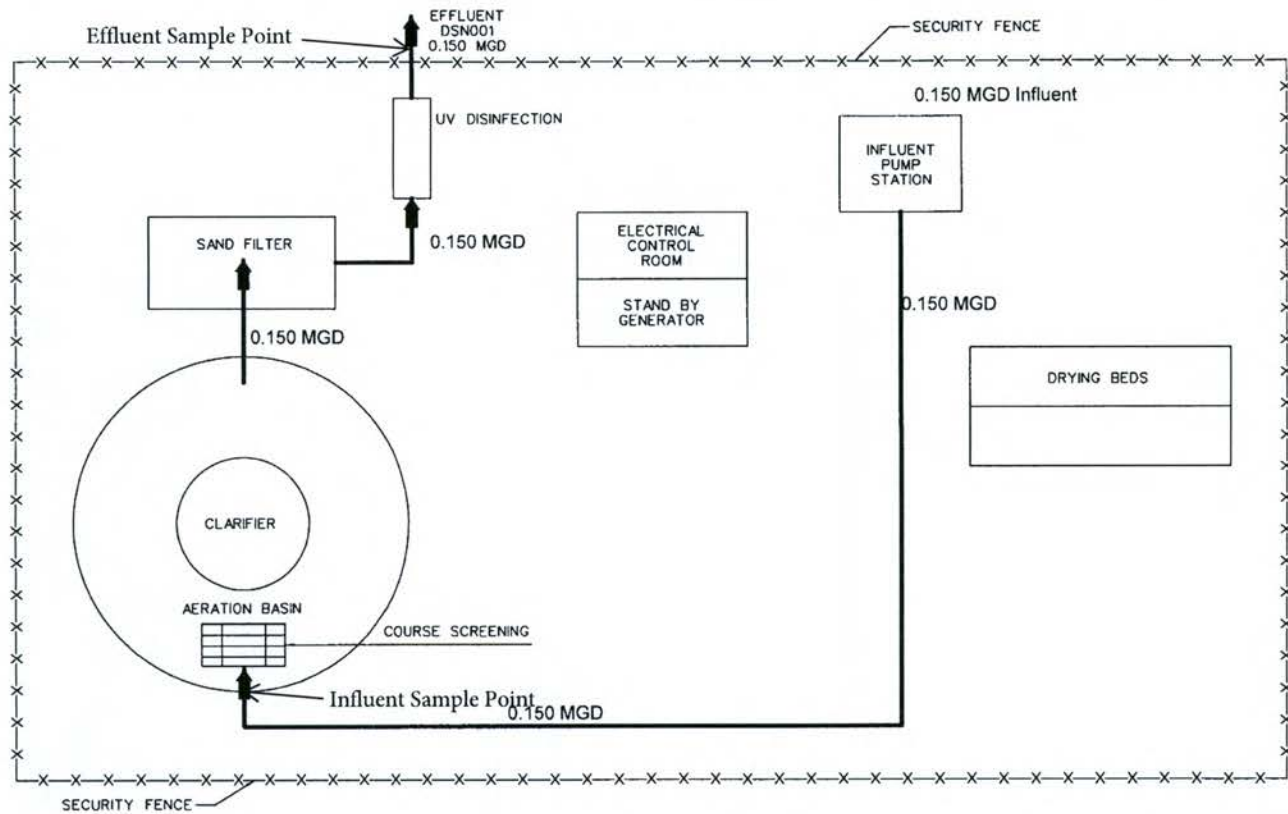 EFFLUENT
DSN001
0.150 MGD
Effluent Sample Point
SECURITY FENCE
0.150 MGD Influent
UV DISINFECTION
INFLUENT
PUMP
STATION
SAND FILTER
0.150 MGD
ELECTRICAL
CONTROL
ROOM
STAND BY
GENERATOR
0.150 MGD
0.150 MGD
DRYING BEDS
CLARIFIER
AERATION BASIN
COURSE SCREENING
Influent Sample Point
0.150 MGD
SECURITY FENCE